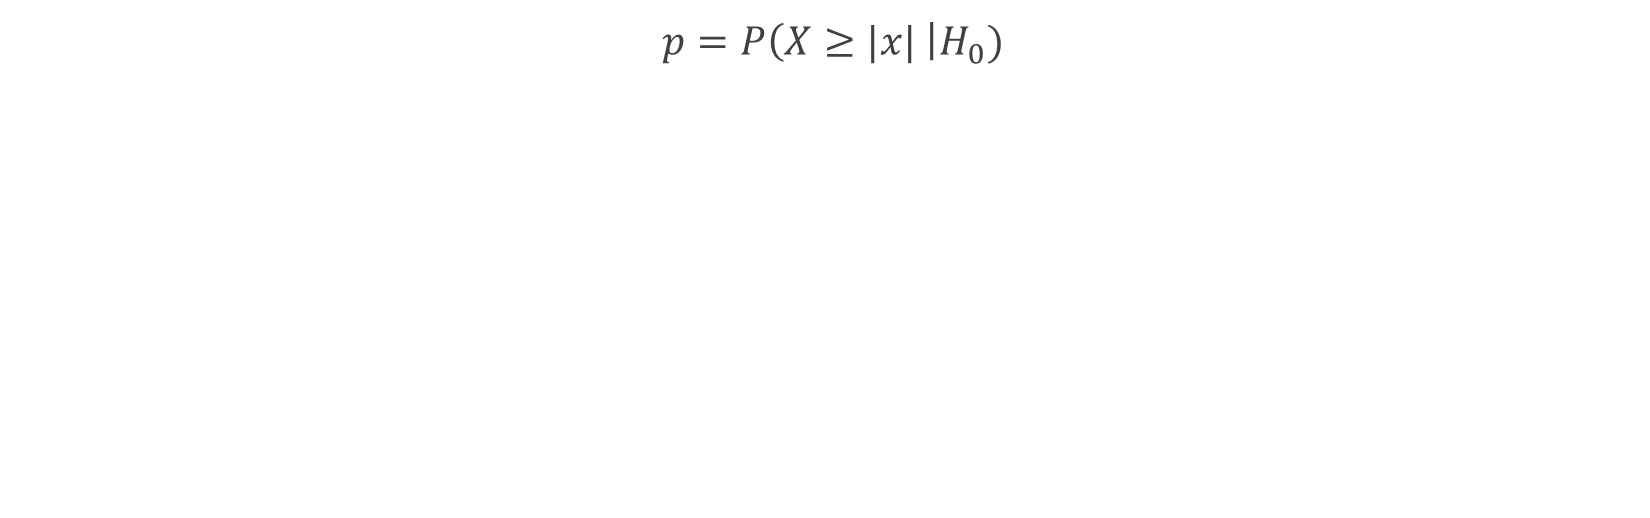 p = P(X ≥ |x| |H₀)